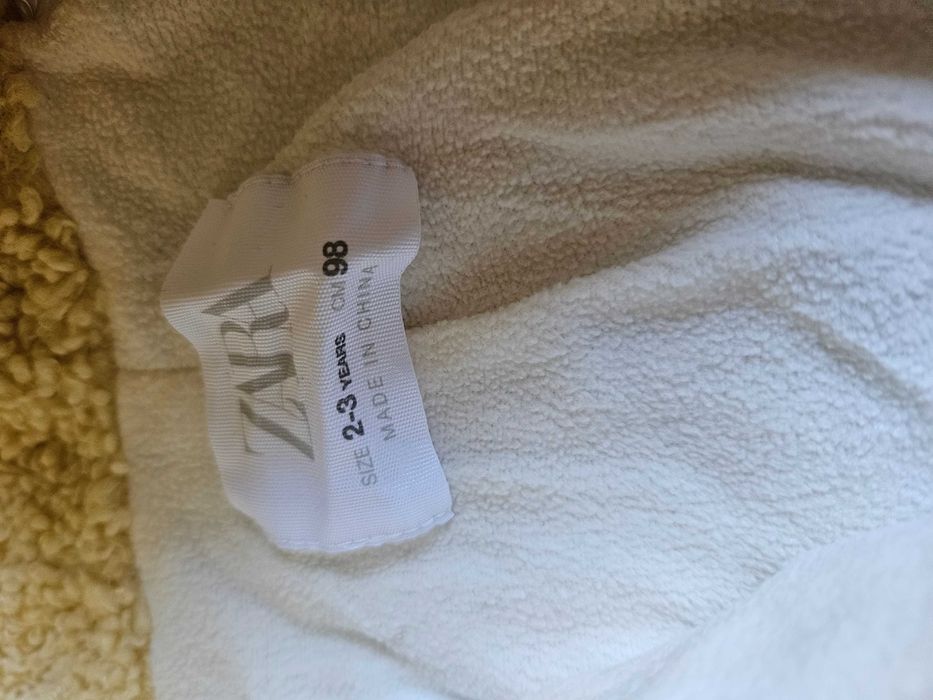 ZARA
SIZE 2-3 YEARS CM 98
MADE IN CHINA